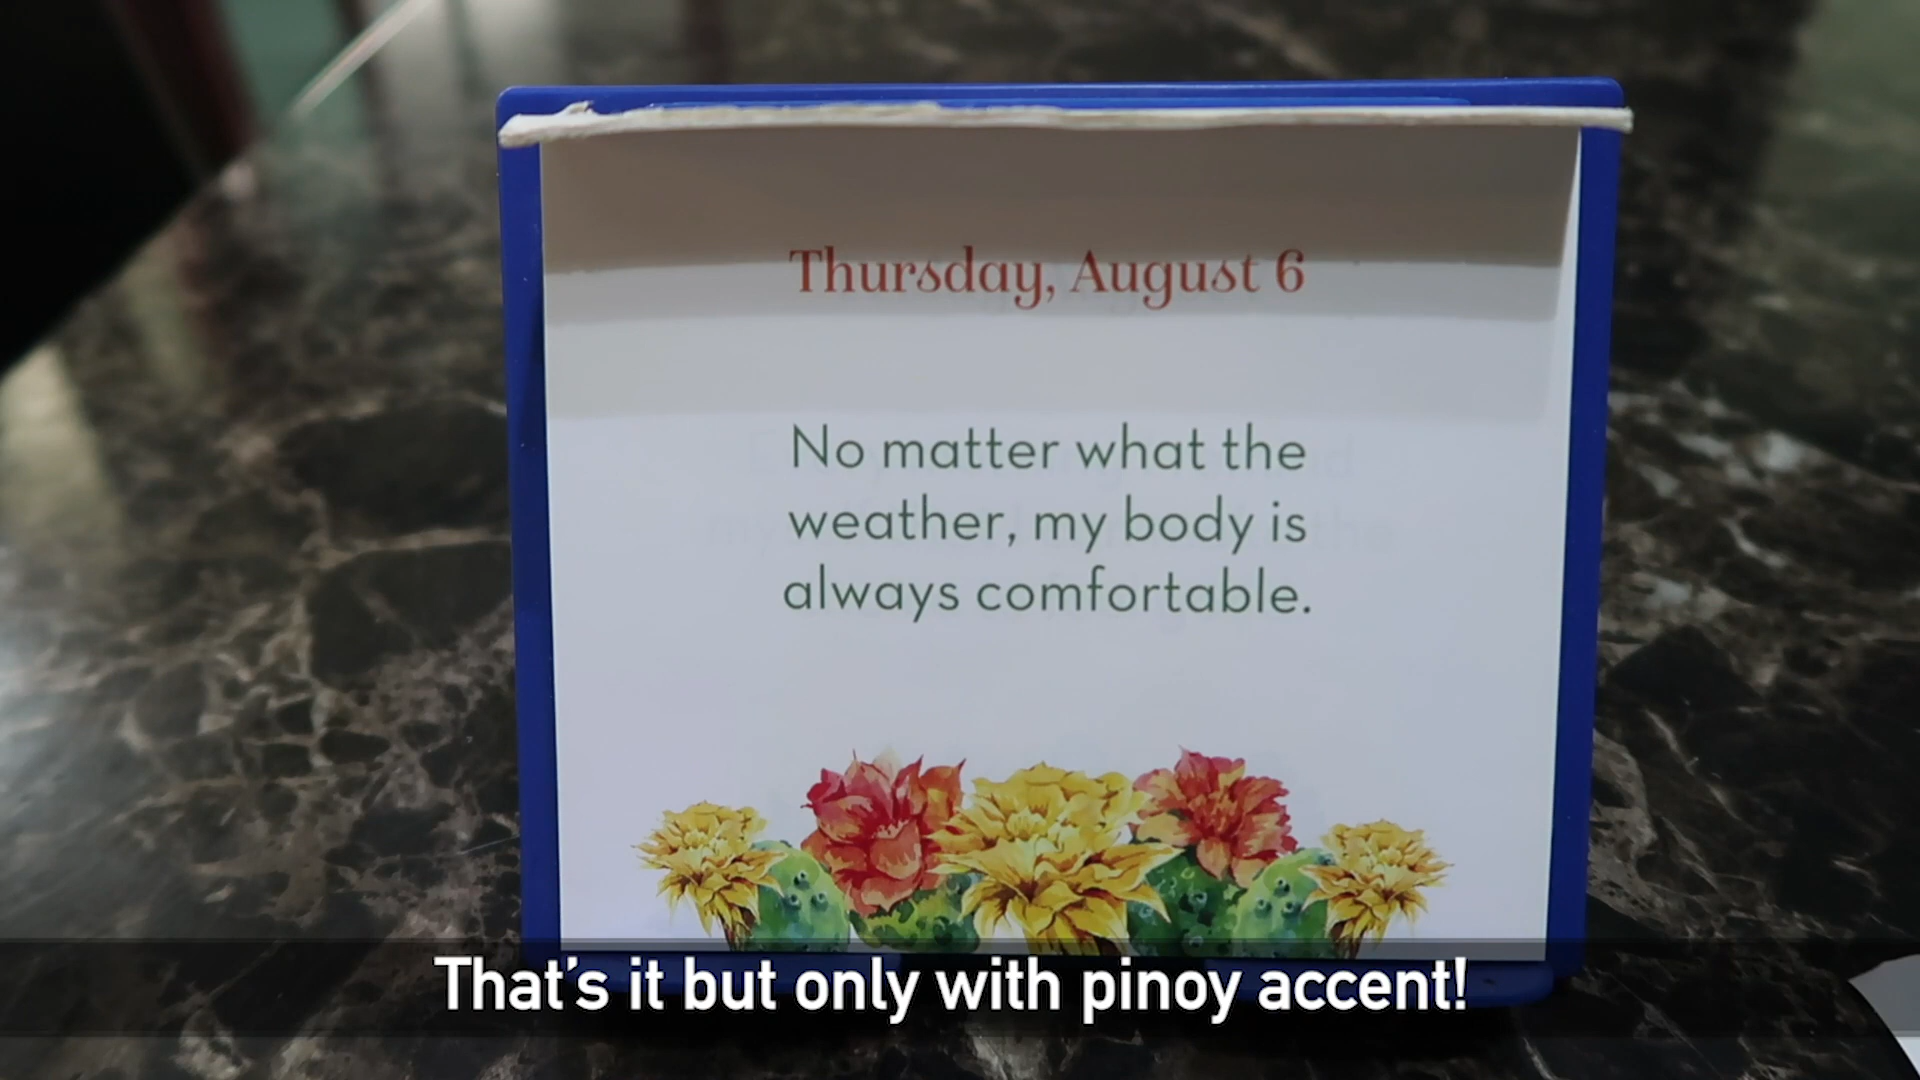 Thursday, August 6
No matter what the
weather, my body is
always comfortable.
That's it but only with pinoy accent!